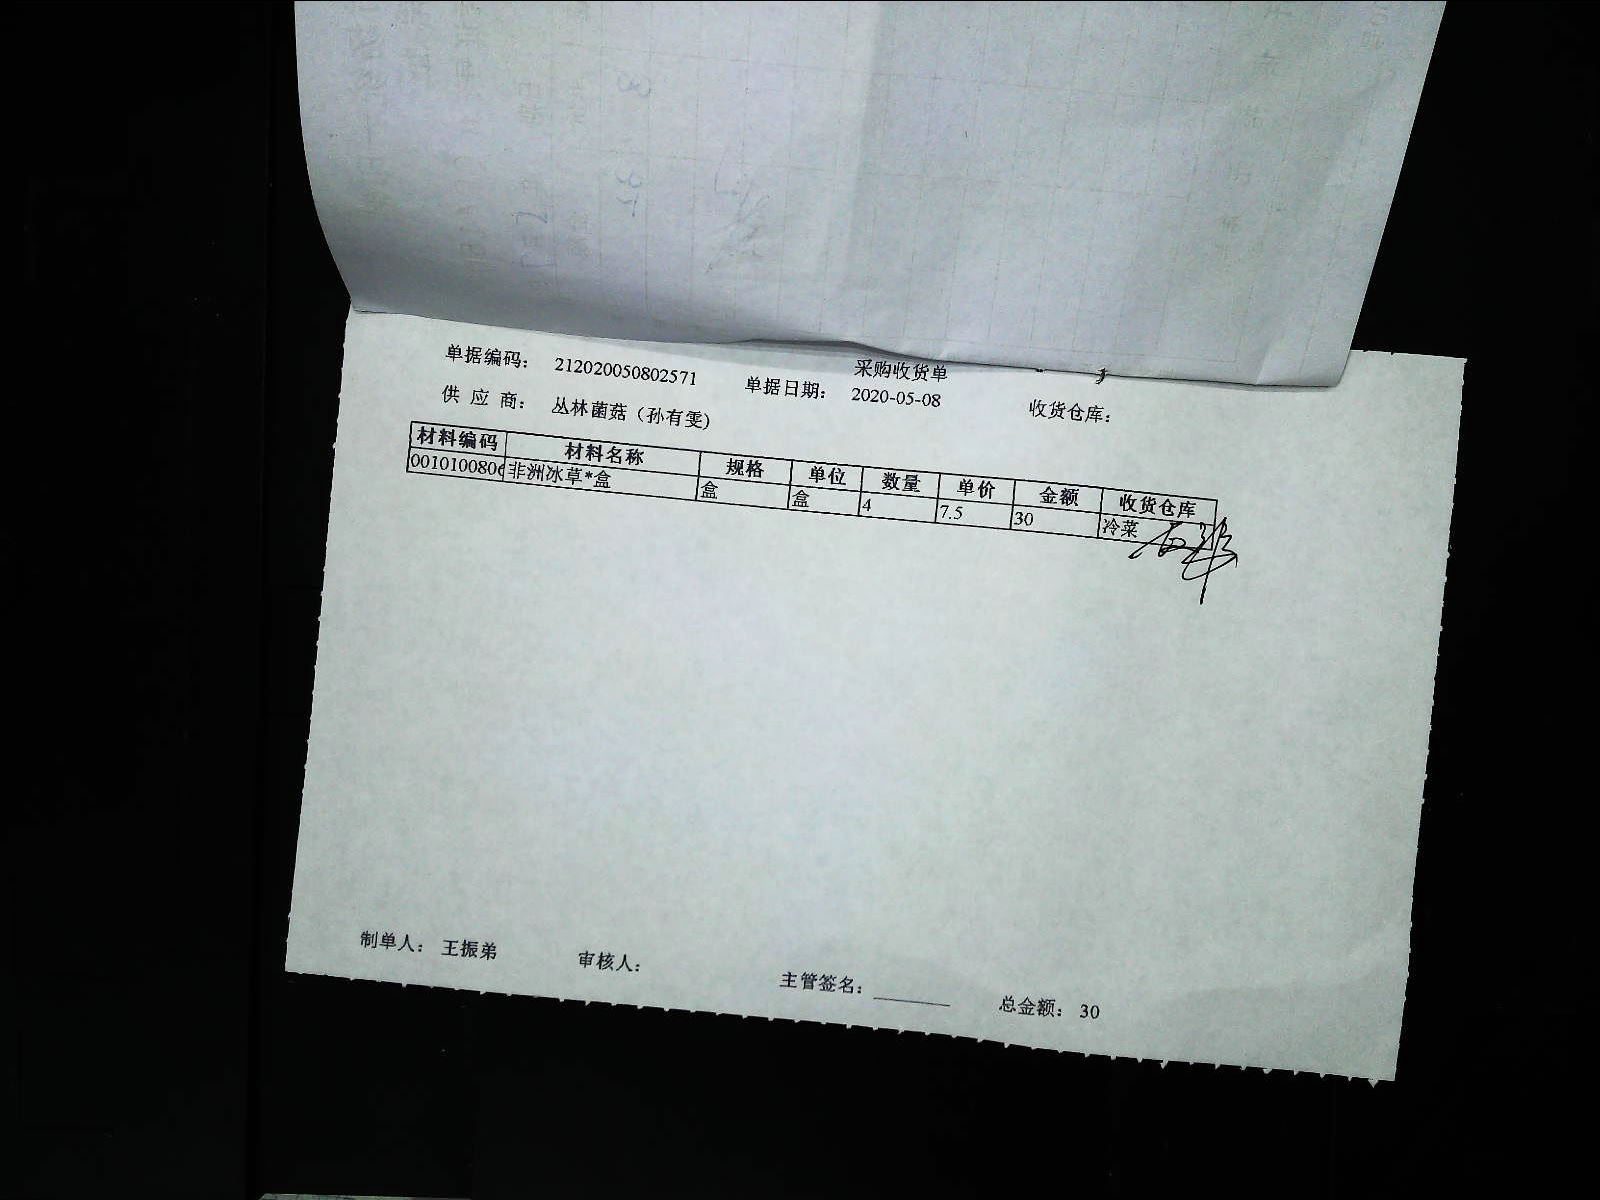 采购收货单
单据编码： 212020050802571 单据日期： 2020-05-08 收货仓库：
供 应 商： 丛林菌菇（孙有雯）
材料编码 材料名称 规格 单位 数量 单价 金额 收货仓库
001010080 非洲冰草*盒 盒 盒 4 7.5 30 冷菜
制单人： 王振弟 审核人： 主管签名： 总金额： 30